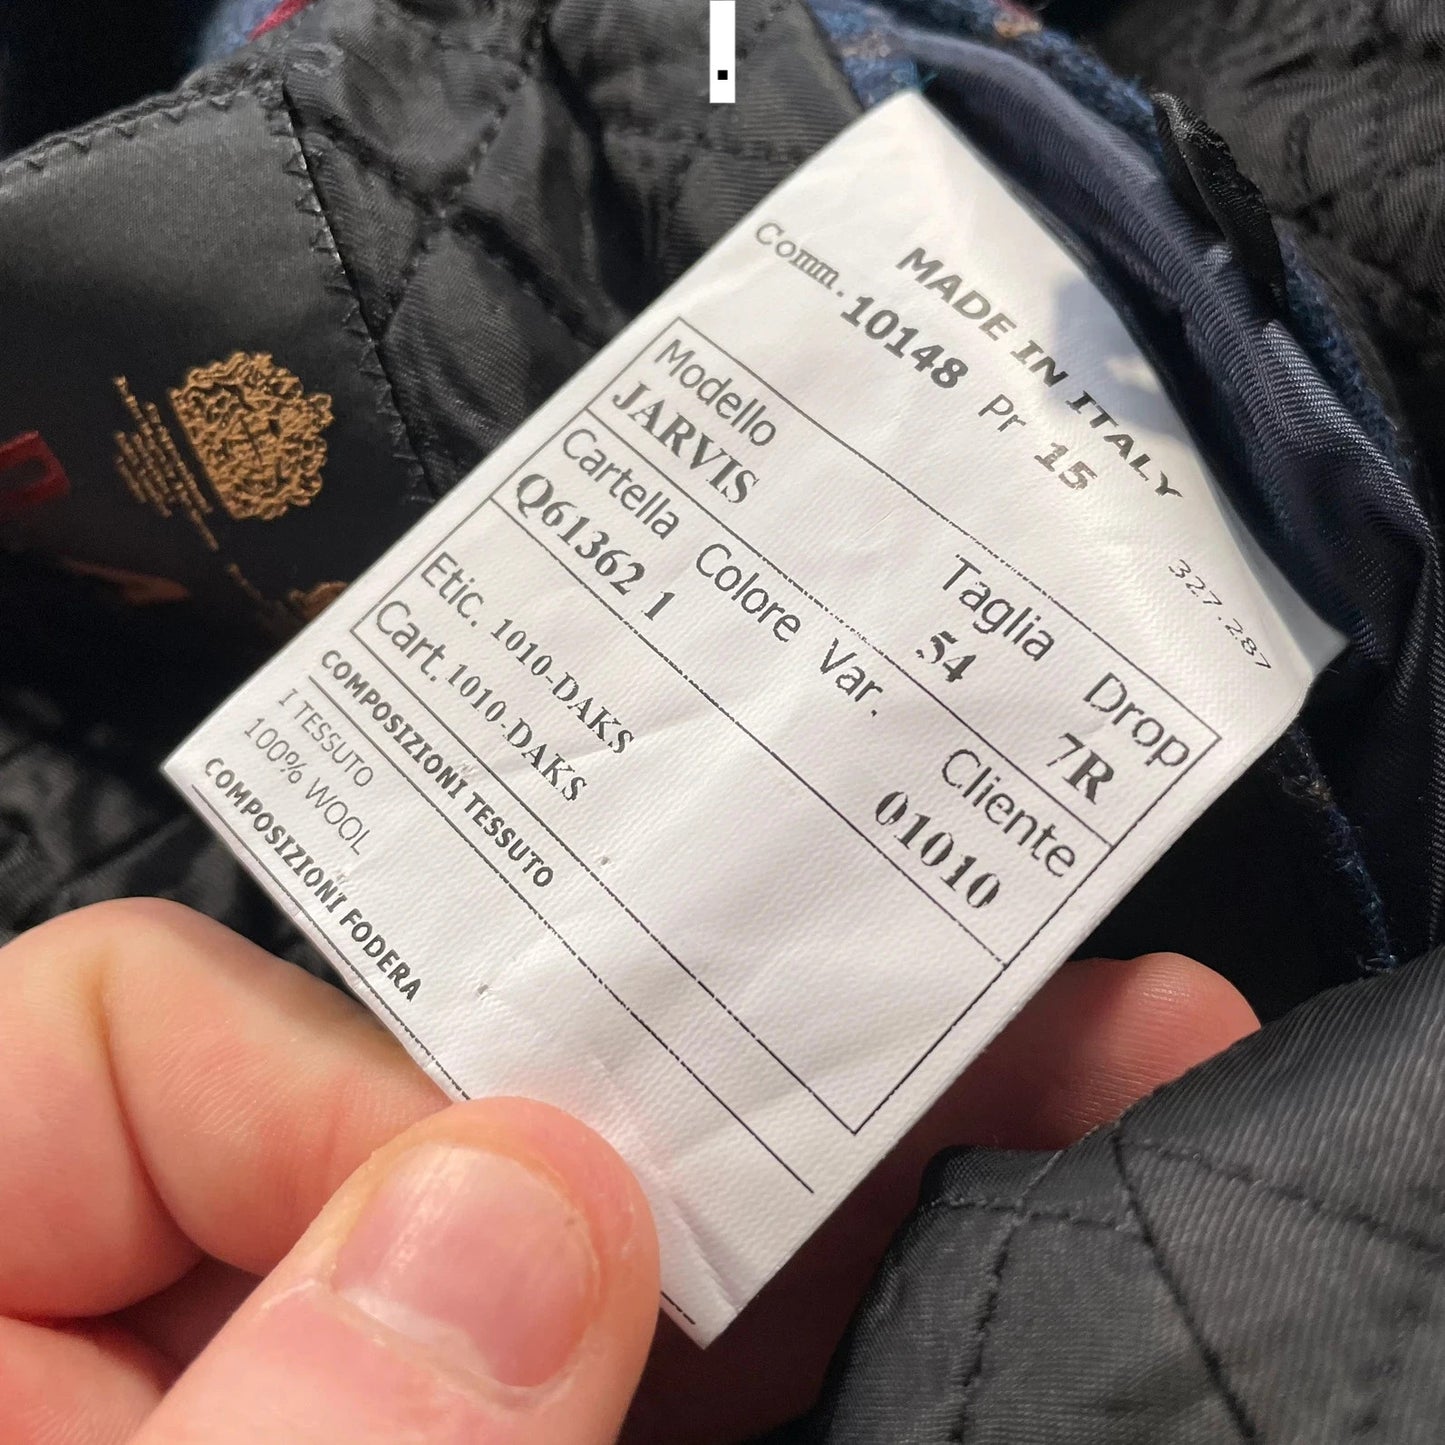 .
MADE IN ITALY
Comm. 10148 Pr 15
327.287
Modello Taglia Drop
JARVIS 54 7R
Cartella Colore Var. Cliente
Q61362 1 01010
Etic. 1010-DAKS
Cart. 1010-DAKS
COMPOSIZIONI TESSUTO
I TESSUTO
100% WOOL
COMPOSIZIONI FODERA